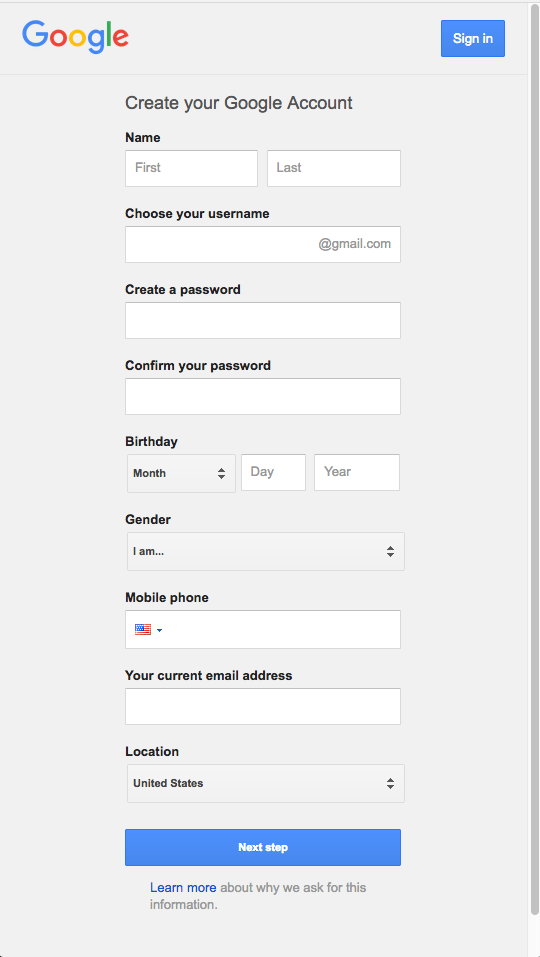 Google
Sign in
Create your Google Account
Name
First Last
Choose your username
@gmail.com
Create a password
Confirm your password
Birthday
Month Day Year
Gender
I am...
Mobile phone
Your current email address
Location
United States
Next step
Learn more about why we ask for this
information.